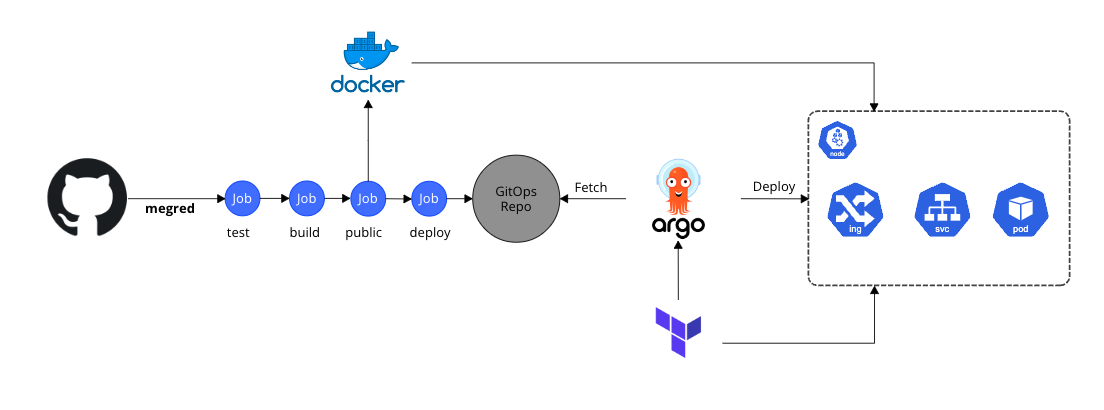 docker
node
megred
Job
Job
Job
Job
test
build
public
deploy
GitOps
Repo
Fetch
argo
Deploy
ing
svc
pod